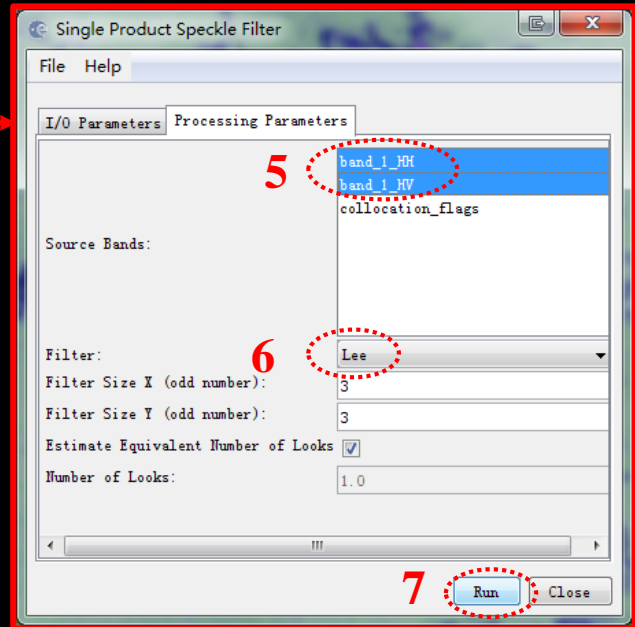 Single Product Speckle Filter
File Help
I/O Parameters Processing Parameters
5
band_1_HH
band_1_HV
collocation_flags
Source Bands:
6
Filter: Lee
Filter Size X (odd number): 3
Filter Size Y (odd number): 3
Estimate Equivalent Number of Looks
Number of Looks: 1.0
7
Run Close